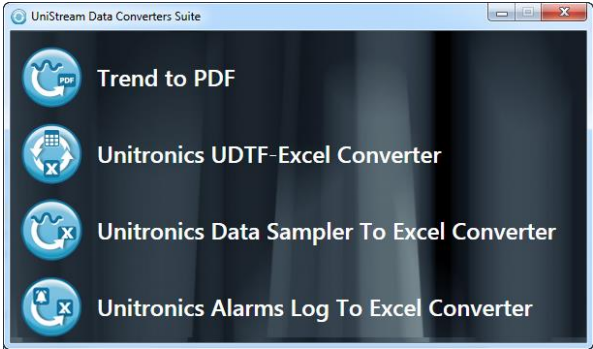 UniStream Data Converters Suite
Trend to PDF
PDF
Unitronics UDTF-Excel Converter
X
Unitronics Data Sampler To Excel Converter
X
Unitronics Alarms Log To Excel Converter
X